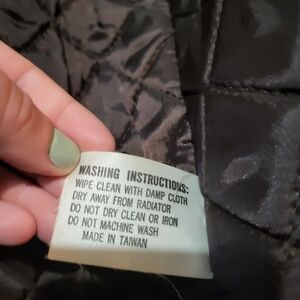 WASHING INSTRUCTIONS:
WIPE CLEAN WITH DAMP CLOTH
DRY AWAY FROM RADIATOR
DO NOT DRY CLEAN OR IRON
DO NOT MACHINE WASH
MADE IN TAIWAN